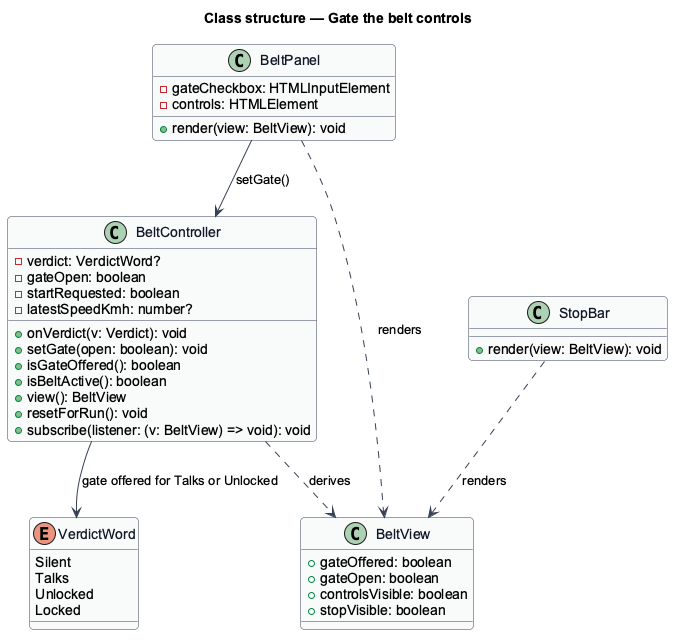 Class structure — Gate the belt controls
C BeltPanel
gateCheckbox: HTMLInputElement
controls: HTMLElement
render(view: BeltView): void
setGate()
C BeltController
verdict: VerdictWord?
gateOpen: boolean
startRequested: boolean
latestSpeedKmh: number?
onVerdict(v: Verdict): void
setGate(open: boolean): void
isGateOffered(): boolean
isBeltActive(): boolean
view(): BeltView
resetForRun(): void
subscribe(listener: (v: BeltView) => void): void
renders
C StopBar
render(view: BeltView): void
gate offered for Talks or Unlocked
derives
renders
E VerdictWord
Silent
Talks
Unlocked
Locked
C BeltView
gateOffered: boolean
gateOpen: boolean
controlsVisible: boolean
stopVisible: boolean